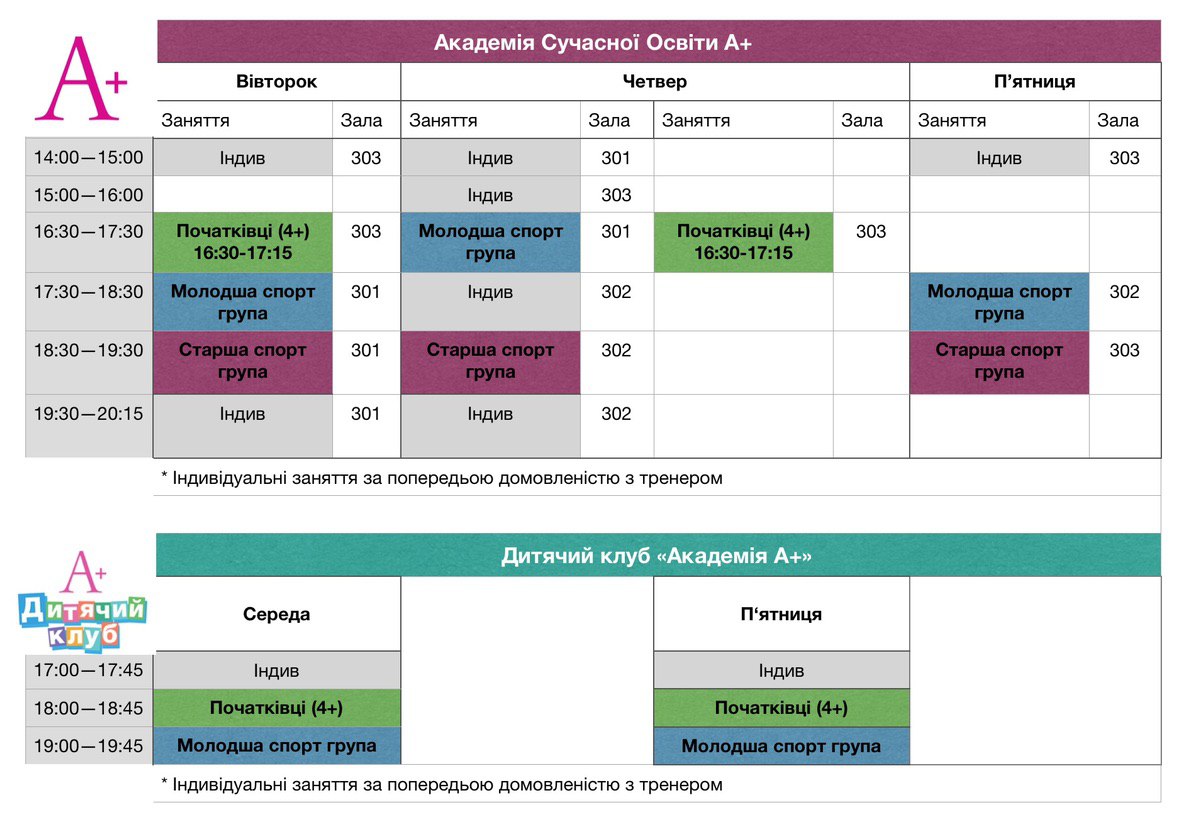 A+
Академія Сучасної Освіти А+
Вівторок Четвер П’ятниця
Заняття Зала Заняття Зала Заняття Зала Заняття Зала
14:00—15:00 Індив 303 Індив 301 Індив 303
15:00—16:00 Індив 303
16:30—17:30 Початківці (4+) 303 Молодша спорт 301 Початківці (4+) 303
16:30-17:15 група 16:30-17:15
17:30—18:30 Молодша спорт 301 Індив 302 Молодша спорт 302
група група
18:30—19:30 Старша спорт 301 Старша спорт 302 Старша спорт 303
група група група
19:30—20:15 Індив 301 Індив 302
* Індивідуальні заняття за попередьою домовленістю з тренером
A+
Дитячий
клуб
Дитячий клуб «Академія А+»
Середа П‘ятниця
17:00—17:45 Індив Індив
18:00—18:45 Початківці (4+) Початківці (4+)
19:00—19:45 Молодша спорт група Молодша спорт група
* Індивідуальні заняття за попередьою домовленістю з тренером